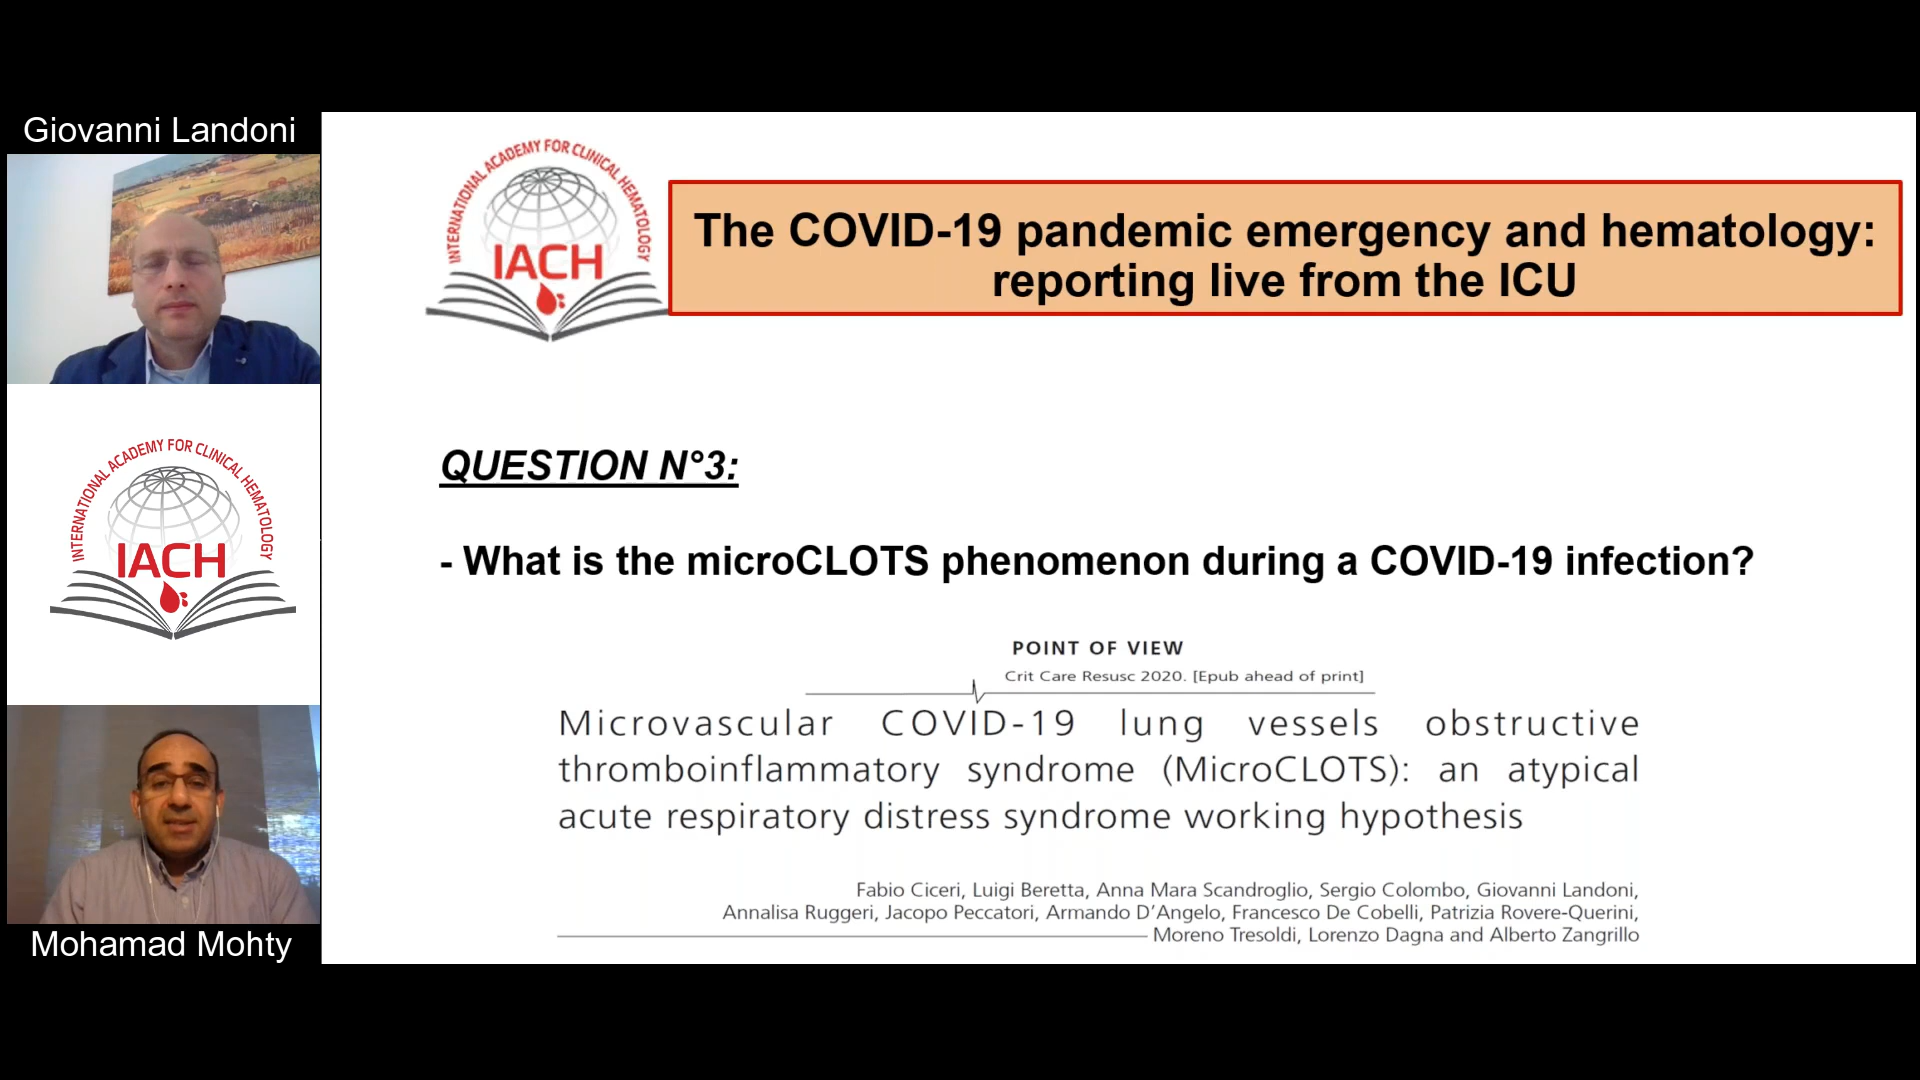 Giovanni Landoni
INTERNATIONAL ACADEMY FOR CLINICAL HEMATOLOGY
IACH
Mohamad Mohty
INTERNATIONAL ACADEMY FOR CLINICAL HEMATOLOGY
IACH
The COVID-19 pandemic emergency and hematology:
reporting live from the ICU
QUESTION N°3:
- What is the microCLOTS phenomenon during a COVID-19 infection?
POINT OF VIEW
Crit Care Resusc 2020. [Epub ahead of print]
Microvascular COVID-19 lung vessels obstructive
thromboinflammatory syndrome (MicroCLOTS): an atypical
acute respiratory distress syndrome working hypothesis
Fabio Ciceri, Luigi Beretta, Anna Mara Scandroglio, Sergio Colombo, Giovanni Landoni,
Annalisa Ruggeri, Jacopo Peccatori, Armando D'Angelo, Francesco De Cobelli, Patrizia Rovere-Querini,
Moreno Tresoldi, Lorenzo Dagna and Alberto Zangrillo